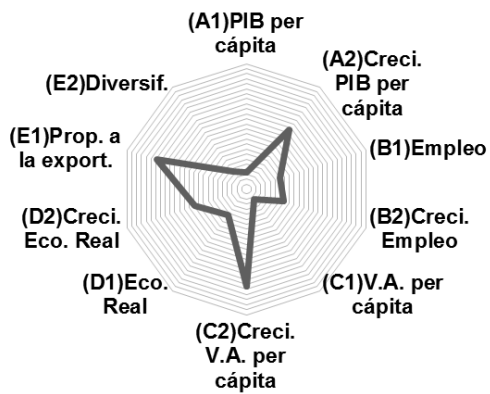 (A1)PIB per
cápita
(A2)Creci.
PIB per
cápita
(B1)Empleo
(B2)Creci.
Empleo
(C1)V.A. per
cápita
(C2)Creci.
V.A. per
cápita
(D1)Eco.
Real
(D2)Creci.
Eco. Real
(E1)Prop. a
la export.
(E2)Diversif.